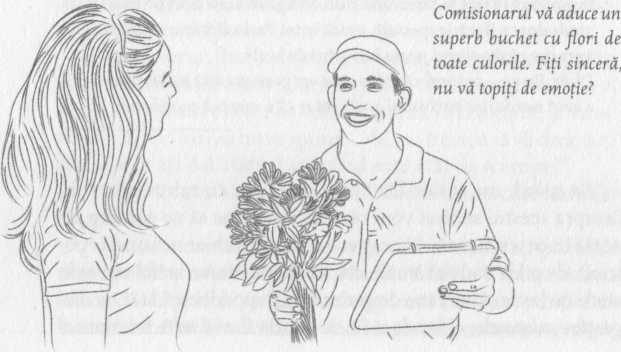 Comisionarul vă aduce un
superb buchet cu flori de
toate culorile. Fiți sinceră,
nu vă topiți de emoție?